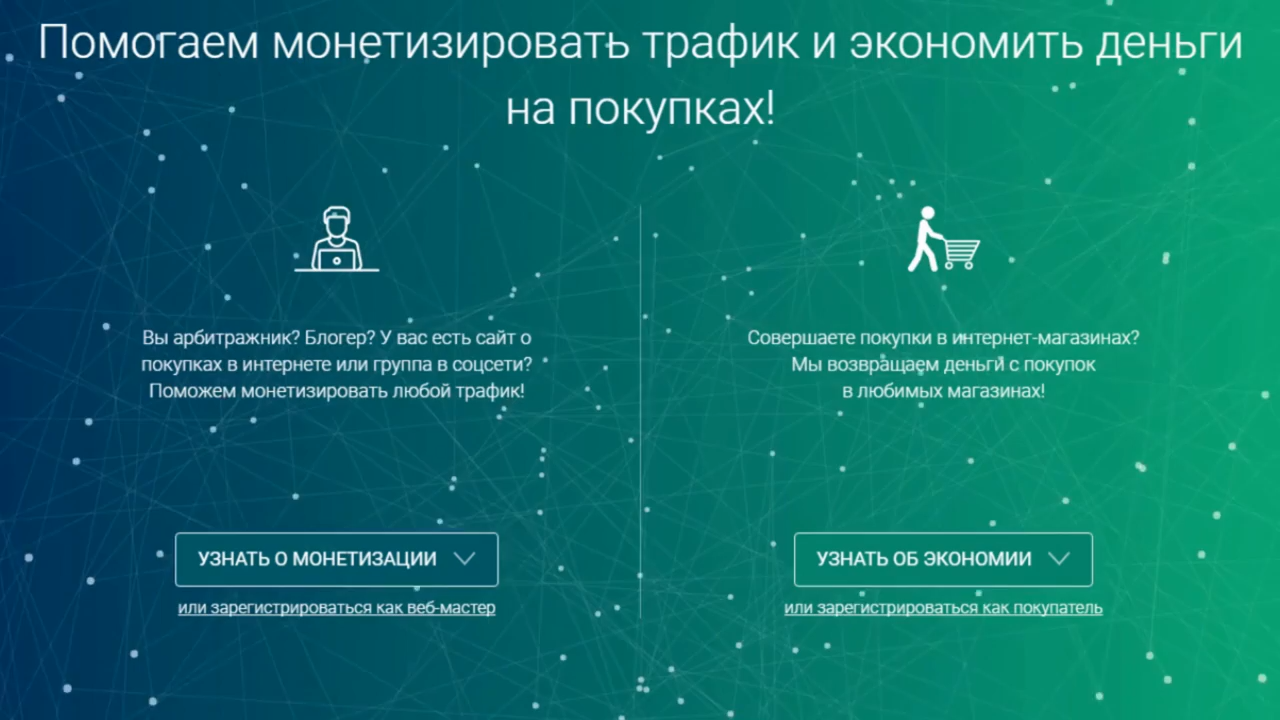 Помогаем монетизировать трафик и экономить деньги
на покупках!
Вы арбитражник? Блогер? У вас есть сайт о
покупках в интернете или группа в соцсети?
Поможем монетизировать любой трафик!
УЗНАТЬ О МОНЕТИЗАЦИИ
или зарегистрироваться как веб-мастер
Совершаете покупки в интернет-магазинах?
Мы возвращаем деньги с покупок
в любимых магазинах!
УЗНАТЬ ОБ ЭКОНОМИИ
или зарегистрироваться как покупатель